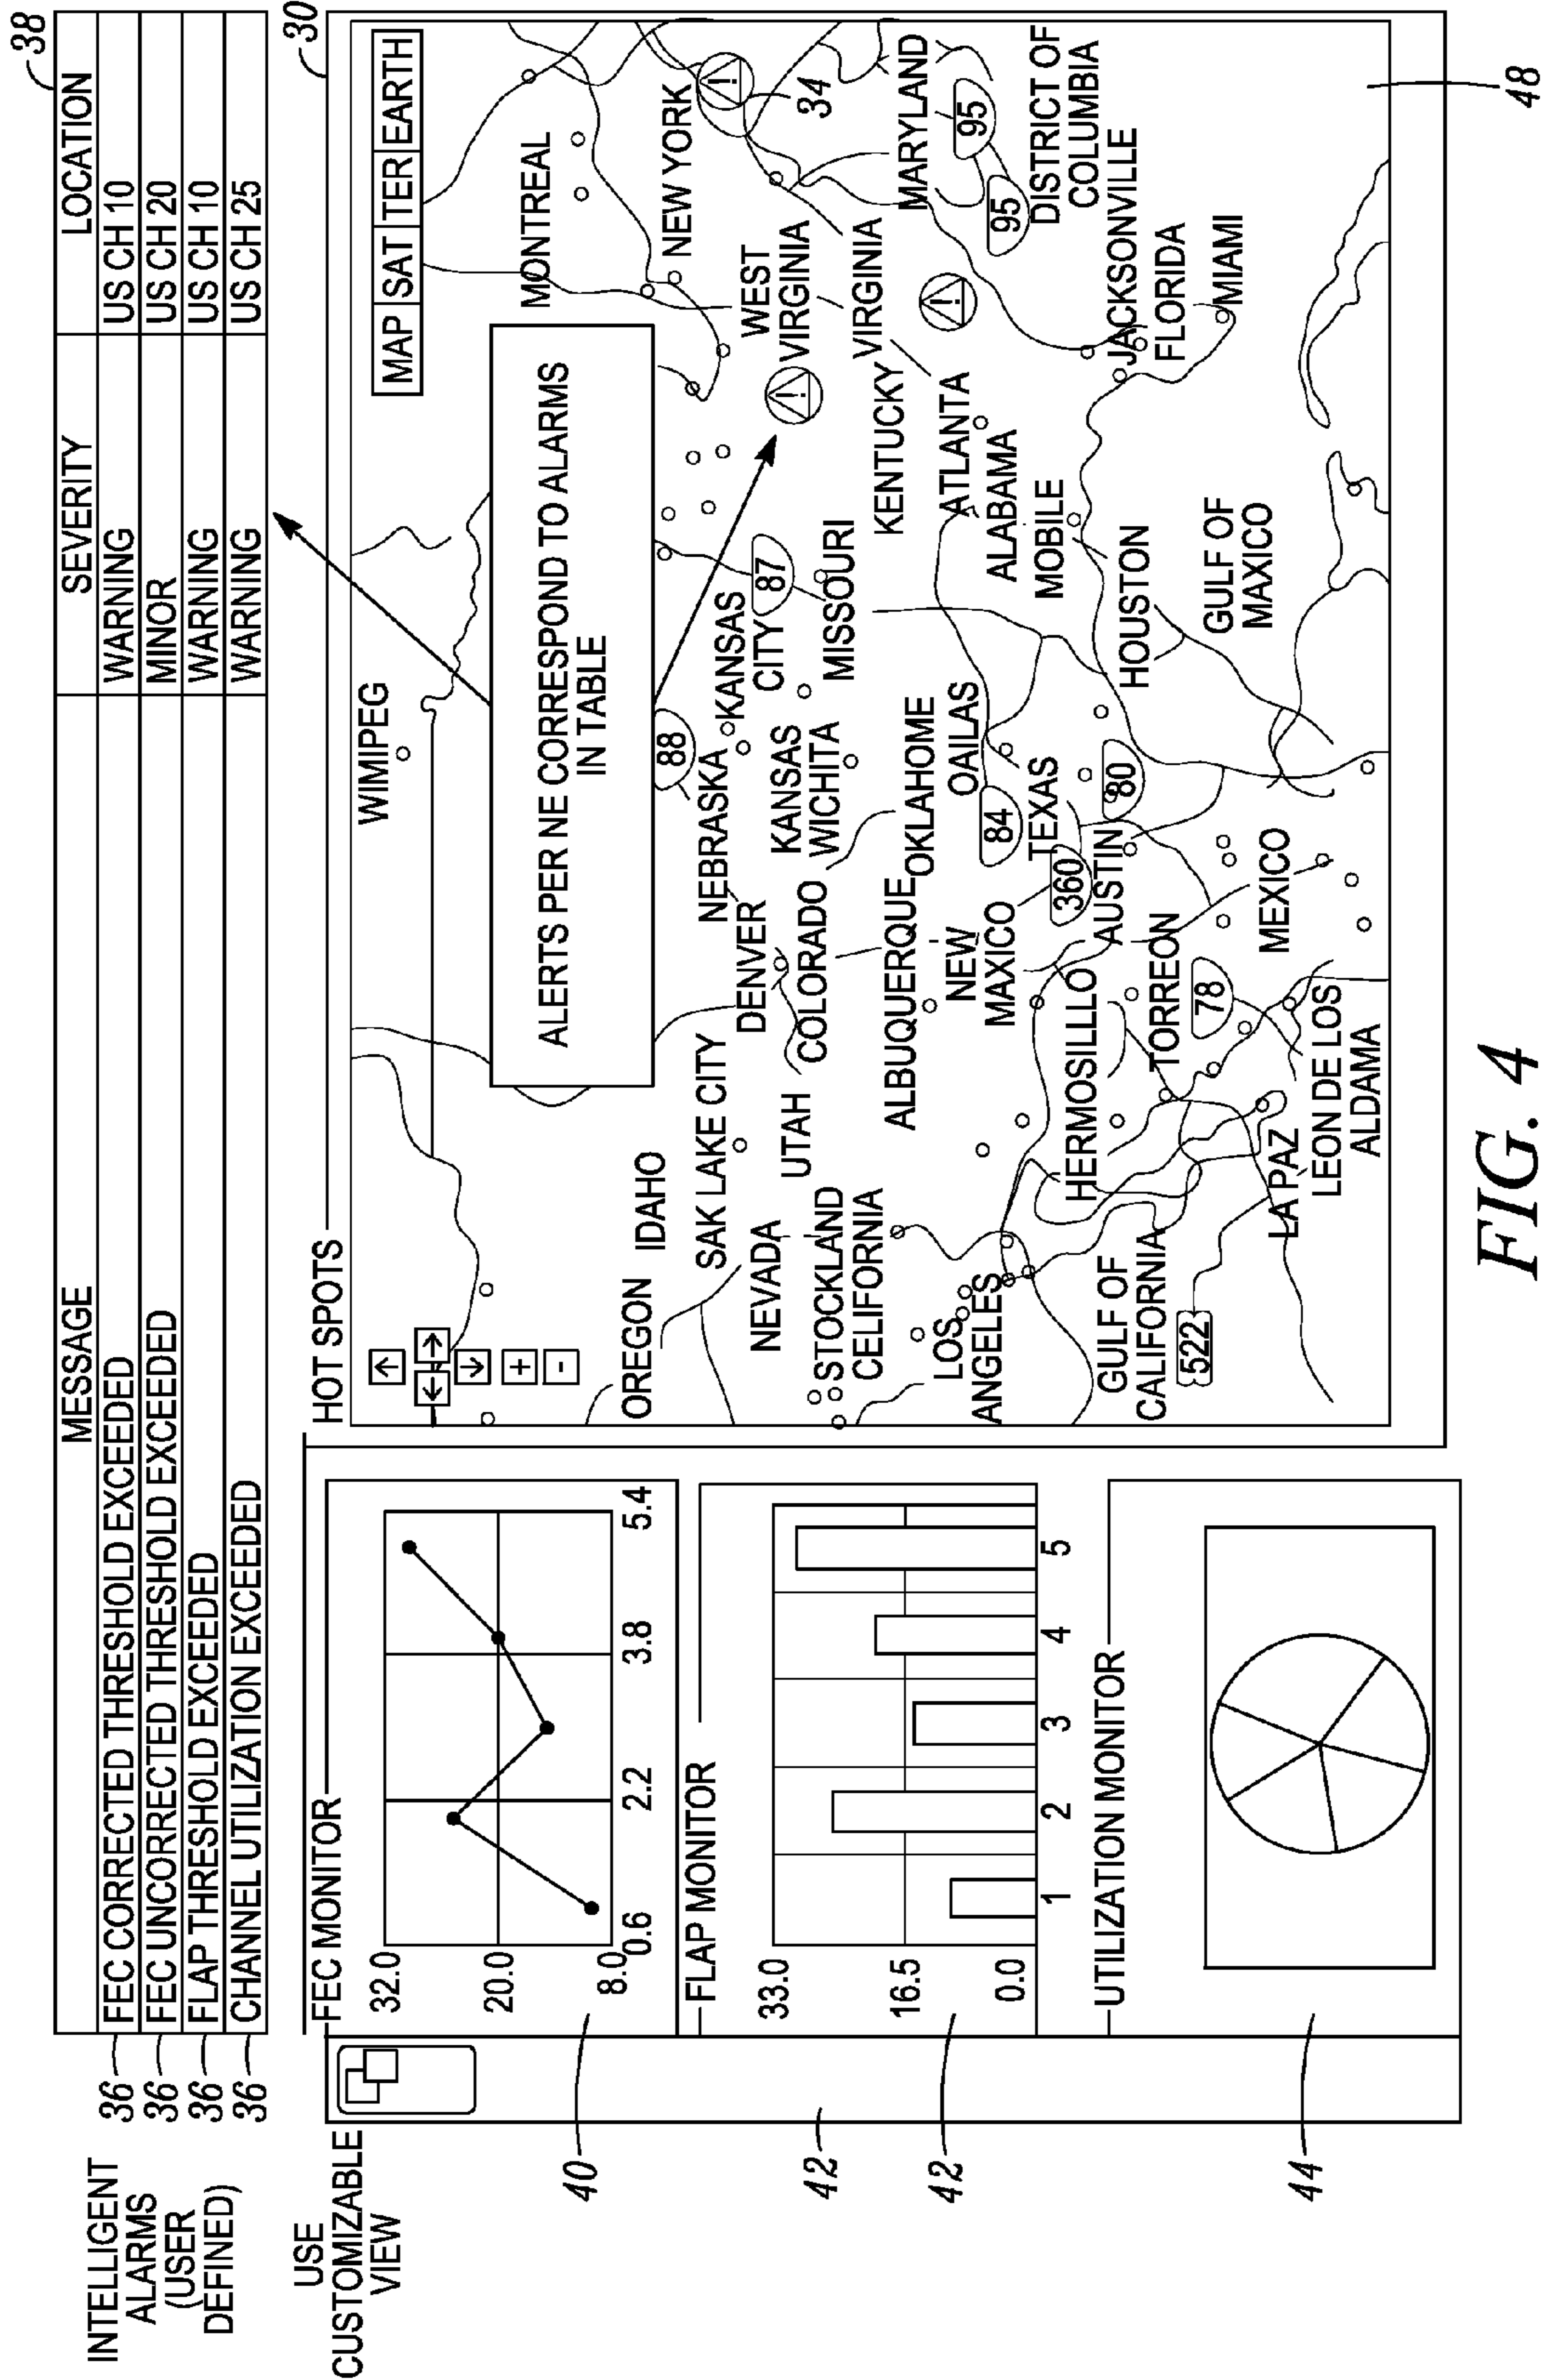 38
MESSAGE SEVERITY LOCATION
36 FEC CORRECTED THRESHOLD EXCEEDED WARNING US CH 10
36 FEC UNCORRECTED THRESHOLD EXCEEDED MINOR US CH 20
36 FLAP THRESHOLD EXCEEDED WARNING US CH 10
36 CHANNEL UTILIZATION EXCEEDED WARNING US CH 25
INTELLIGENT
ALARMS
(USER
DEFINED)
USE
CUSTOMIZABLE
VIEW
FEC MONITOR
32.0
20.0
8.0
0.6 2.2 3.8 5.4
40
FLAP MONITOR
33.0
16.5
0.0
1 2 3 4 5
42
42
UTILIZATION MONITOR
44
HOT SPOTS
30
MAP SAT TER EARTH
+
-
WIMIPEG
MONTREAL
ALERTS PER NE CORRESPOND TO ALARMS
IN TABLE
OREGON
IDAHO
88
NEW YORK
SAK LAKE CITY
NEBRASKA
KANSAS
CITY
87
34
NEVADA
DENVER
WEST
VIRGINIA
UTAH
COLORADO
KANSAS
WICHITA
MISSOURI
STOCKLAND
CELIFORNIA
VIRGINIA
KENTUCKY
MARYLAND
95
95
ALBUQUERQUE
OKLAHOME
LOS
ANGELES
NEW
MAXICO
OAILAS
84
ATLANTA
ALABAMA
DISTRICT OF
COLUMBIA
TEXAS
360
MOBILE
HERMOSILLLO
AUSTIN
80
HOUSTON
JACKSONVILLE
FLORIDA
MIAMI
GULF OF
CALIFORNIA
522
TORREON
78
GULF OF
MAXICO
MEXICO
LA PAZ
LEON DE LOS
ALDAMA
48
FIG. 4